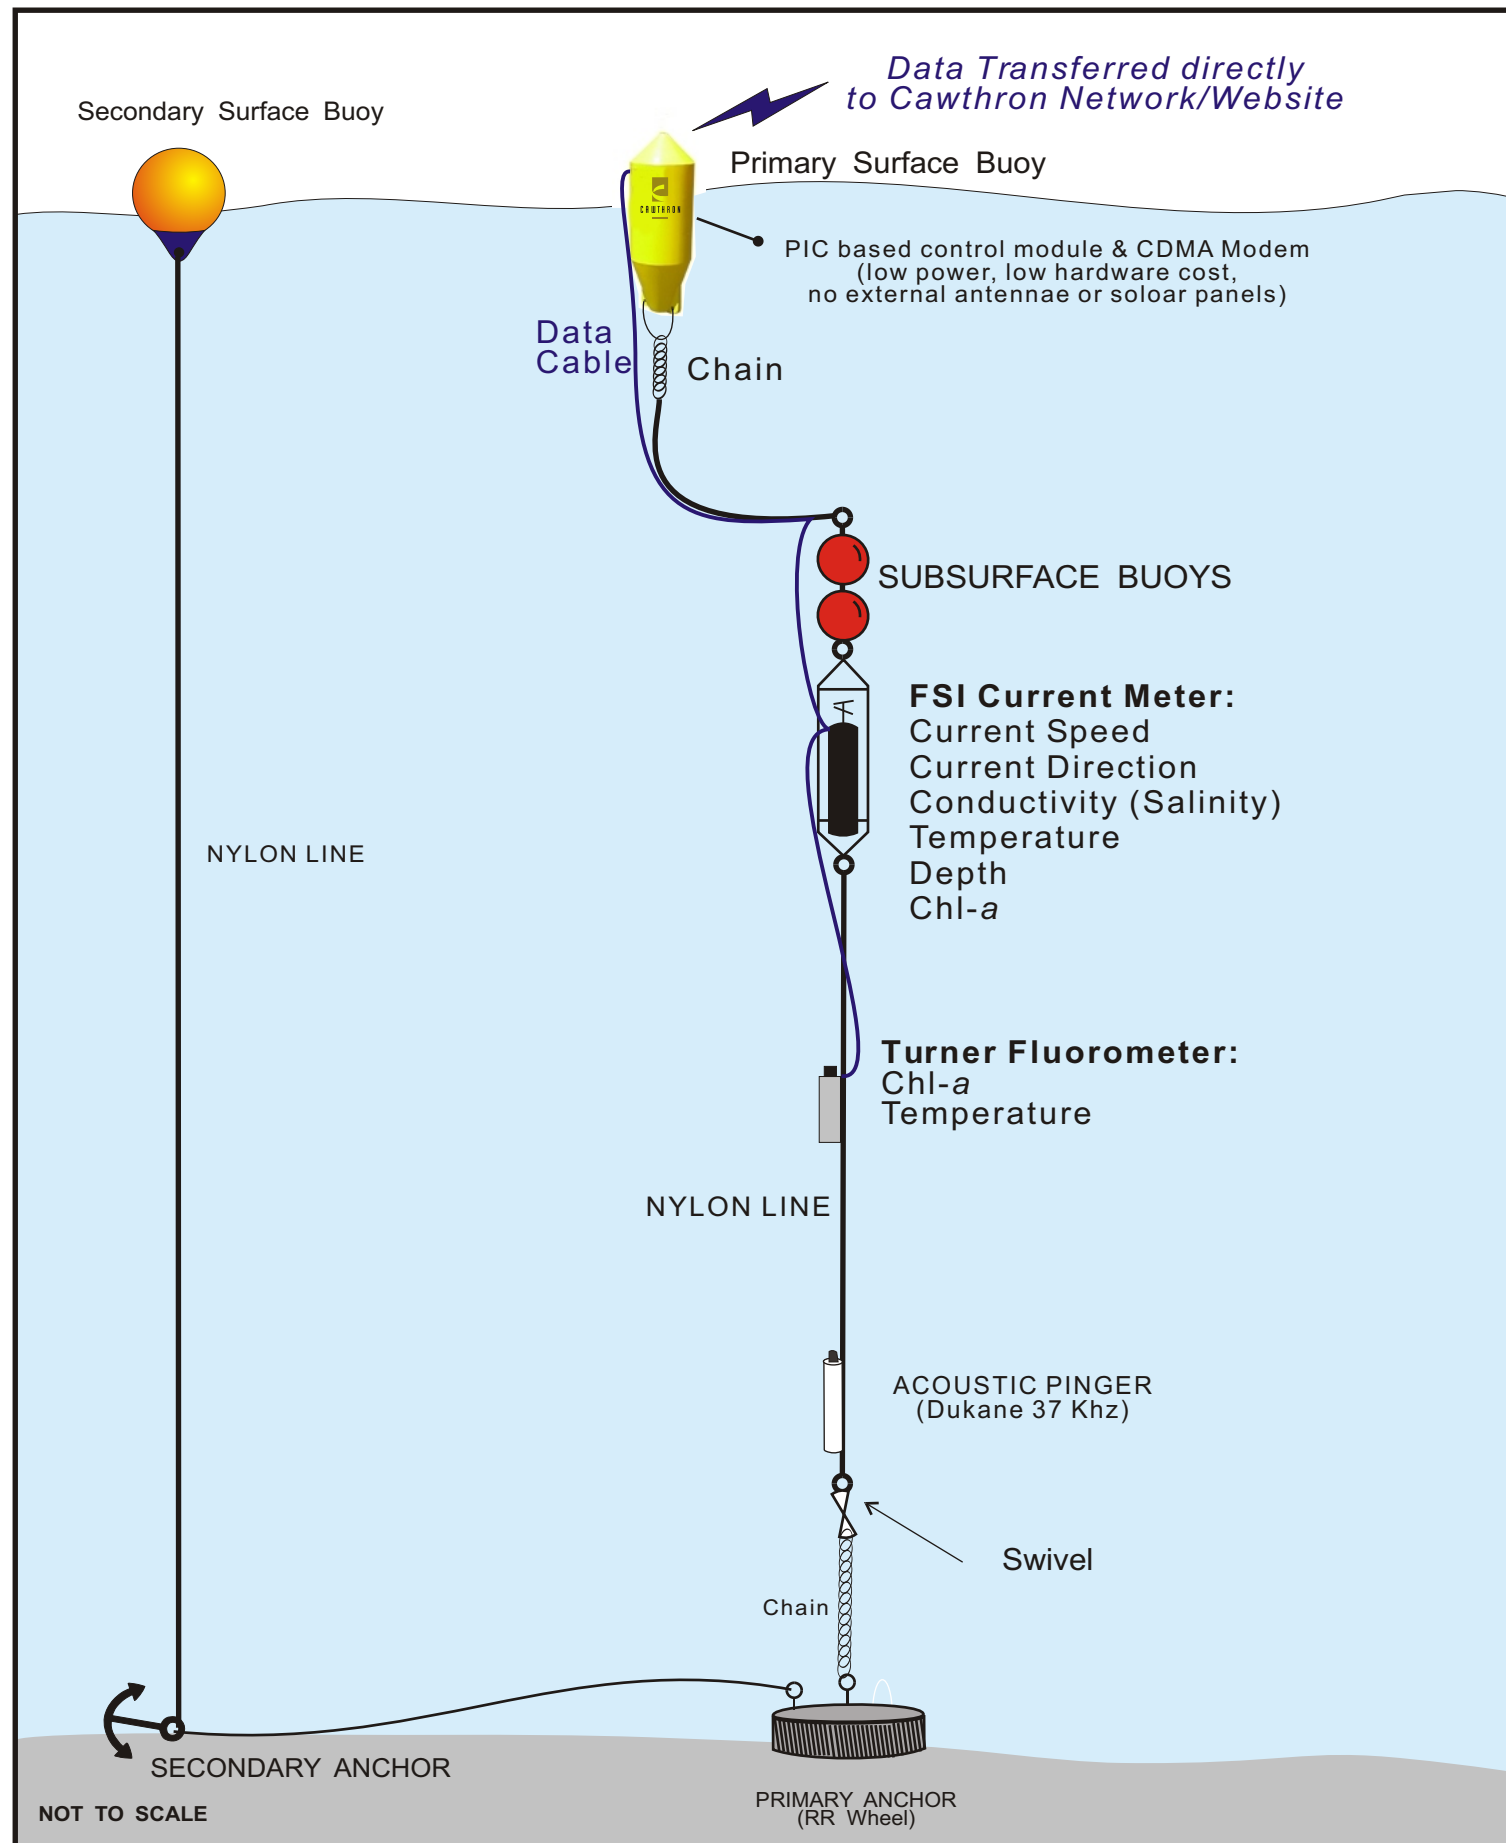 Data Transferred directly
to Cawthron Network/Website
Secondary Surface Buoy
Primary Surface Buoy
CAWTHRON
PIC based control module & CDMA Modem
(low power, low hardware cost,
no external antennae or soloar panels)
Data
Cable
Chain
SUBSURFACE BUOYS
FSI Current Meter:
Current Speed
Current Direction
Conductivity (Salinity)
Temperature
Depth
Chl-a
NYLON LINE
Turner Fluorometer:
Chl-a
Temperature
NYLON LINE
ACOUSTIC PINGER
(Dukane 37 Khz)
Swivel
Chain
SECONDARY ANCHOR
PRIMARY ANCHOR
(RR Wheel)
NOT TO SCALE